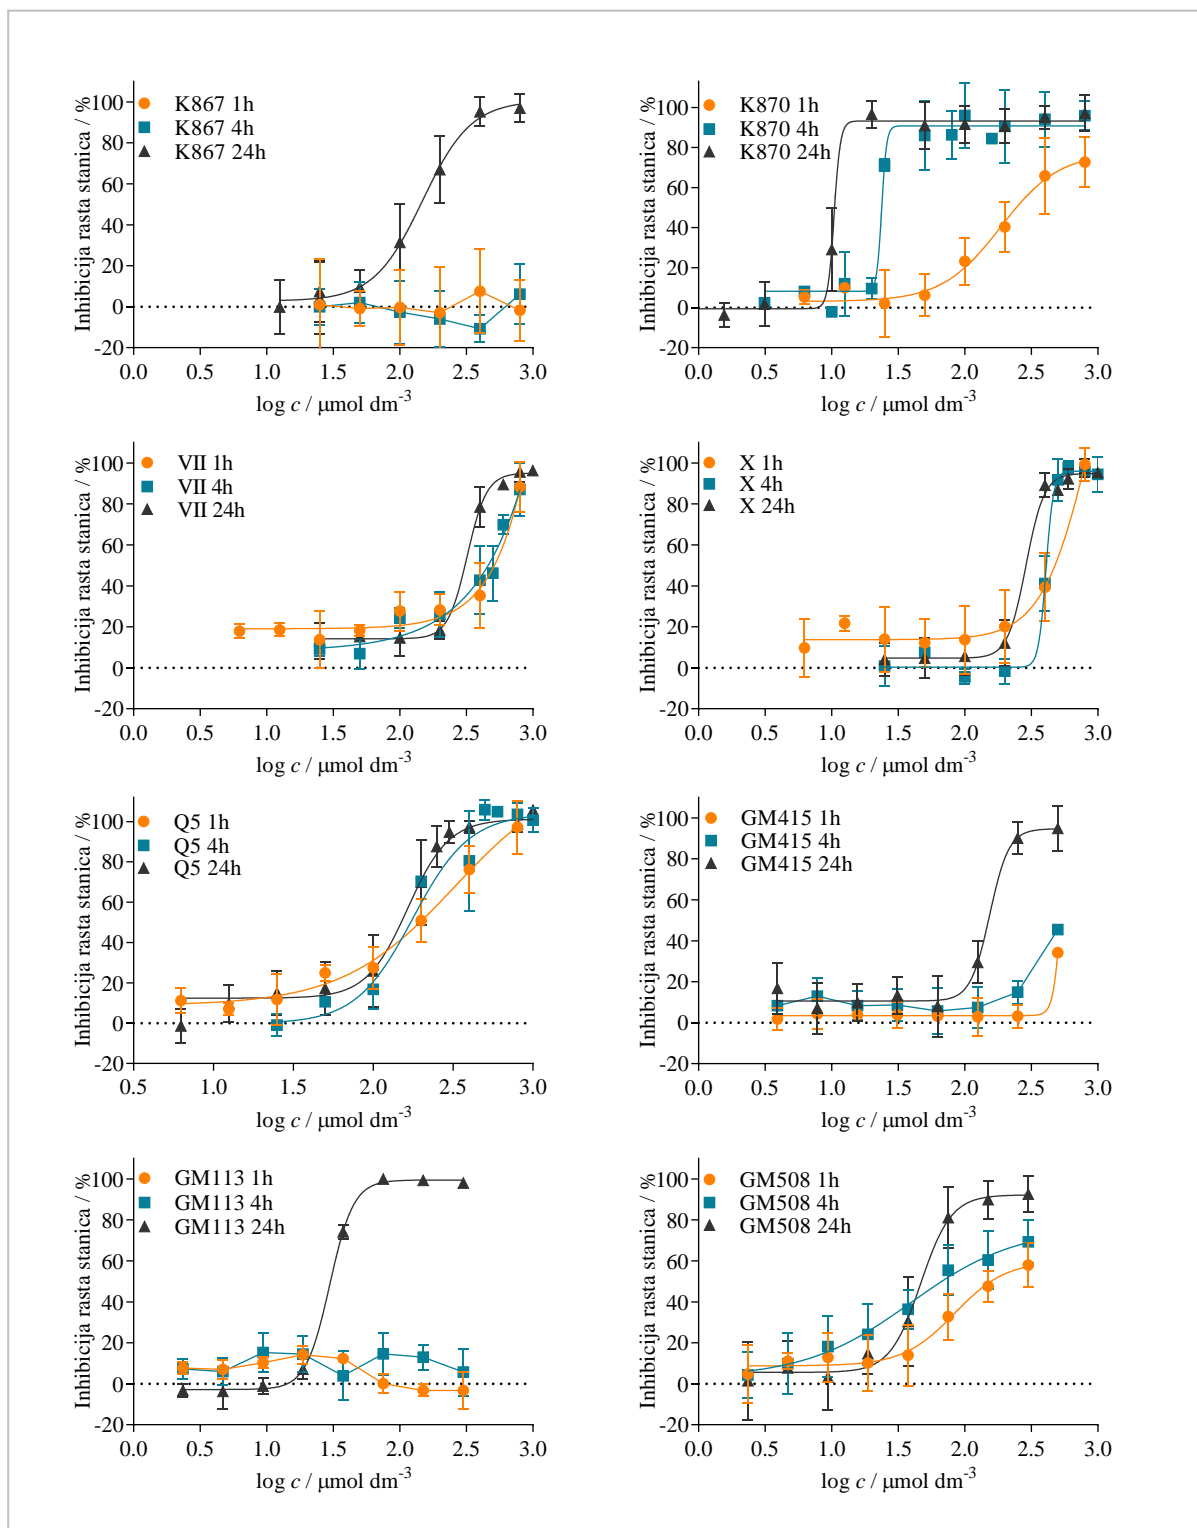 K867 1h
K867 4h
K867 24h
Inhibicija rasta stanica / %
100
80
60
40
20
0
-20
0.0 0.5 1.0 1.5 2.0 2.5 3.0
log c / μmol dm-3
K870 1h
K870 4h
K870 24h
Inhibicija rasta stanica / %
100
80
60
40
20
0
-20
0.0 0.5 1.0 1.5 2.0 2.5 3.0
log c / μmol dm-3
VII 1h
VII 4h
VII 24h
Inhibicija rasta stanica / %
100
80
60
40
20
0
-20
0.0 0.5 1.0 1.5 2.0 2.5 3.0
log c / μmol dm-3
X 1h
X 4h
X 24h
Inhibicija rasta stanica / %
100
80
60
40
20
0
-20
0.0 0.5 1.0 1.5 2.0 2.5 3.0
log c / μmol dm-3
Q5 1h
Q5 4h
Q5 24h
Inhibicija rasta stanica / %
100
80
60
40
20
0
-20
0.5 1.0 1.5 2.0 2.5 3.0
log c / μmol dm-3
GM415 1h
GM415 4h
GM415 24h
Inhibicija rasta stanica / %
100
80
60
40
20
0
-20
0.0 0.5 1.0 1.5 2.0 2.5 3.0
log c / μmol dm-3
GM113 1h
GM113 4h
GM113 24h
Inhibicija rasta stanica / %
100
80
60
40
20
0
-20
0.0 0.5 1.0 1.5 2.0 2.5 3.0
log c / μmol dm-3
GM508 1h
GM508 4h
GM508 24h
Inhibicija rasta stanica / %
100
80
60
40
20
0
-20
0.0 0.5 1.0 1.5 2.0 2.5 3.0
log c / μmol dm-3